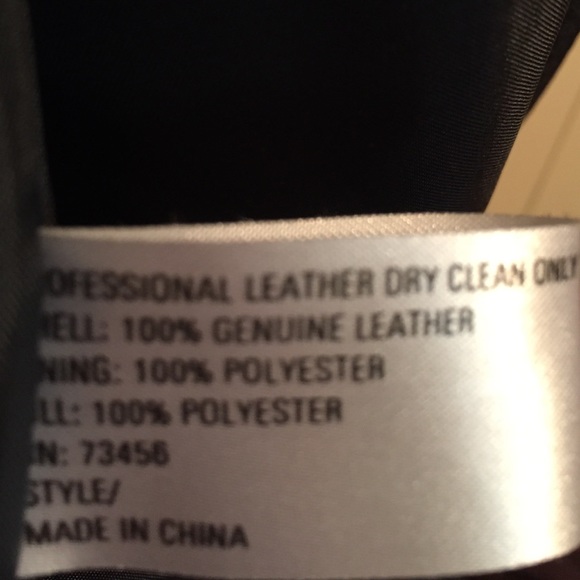 OFESSIONAL LEATHER DRY CLEAN ONLY
ELL: 100% GENUINE LEATHER
NING: 100% POLYESTER
LL: 100% POLYESTER
N: 73456
STYLE/
MADE IN CHINA